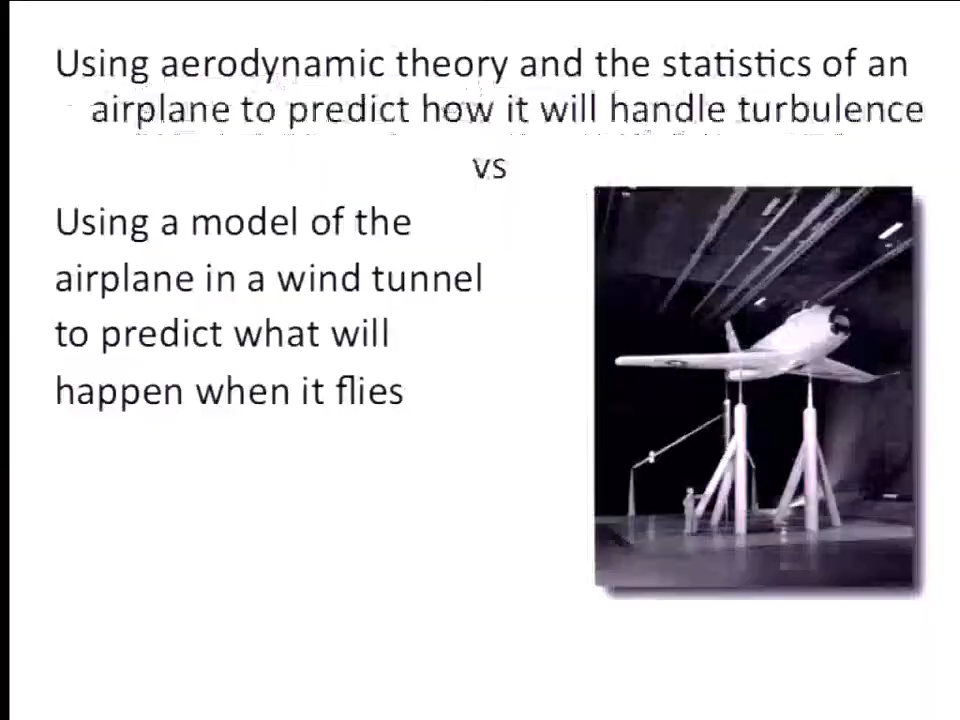 Using aerodynamic theory and the statistics of an
airplane to predict how it will handle turbulence
vs
Using a model of the
airplane in a wind tunnel
to predict what will
happen when it flies